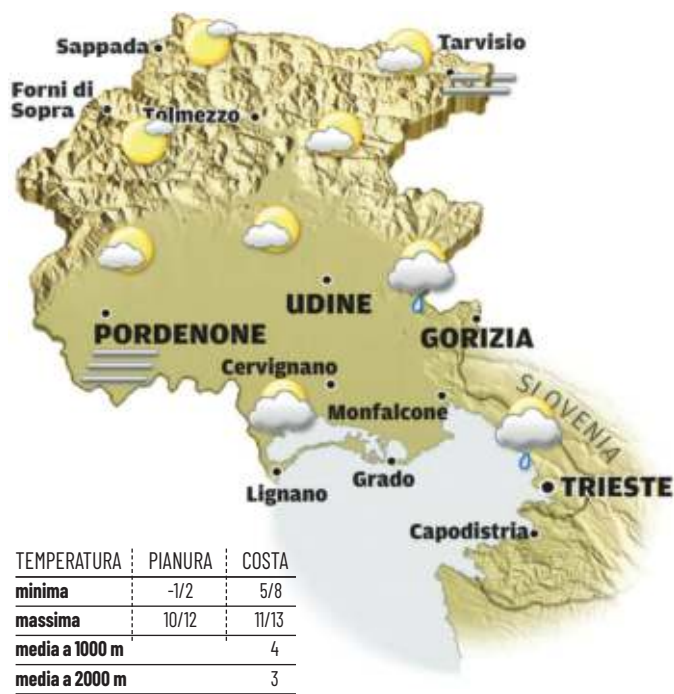 Sappada
Tarvisio
Forni di
Sopra
Tolmezzo
UDINE
PORDENONE
GORIZIA
Cervignano
SLOVENIA
Monfalcone
Grado
Lignano
TRIESTE
Capodistria
TEMPERATURA PIANURA COSTA
minima -1/2 5/8
massima 10/12 11/13
media a 1000 m 4
media a 2000 m 3